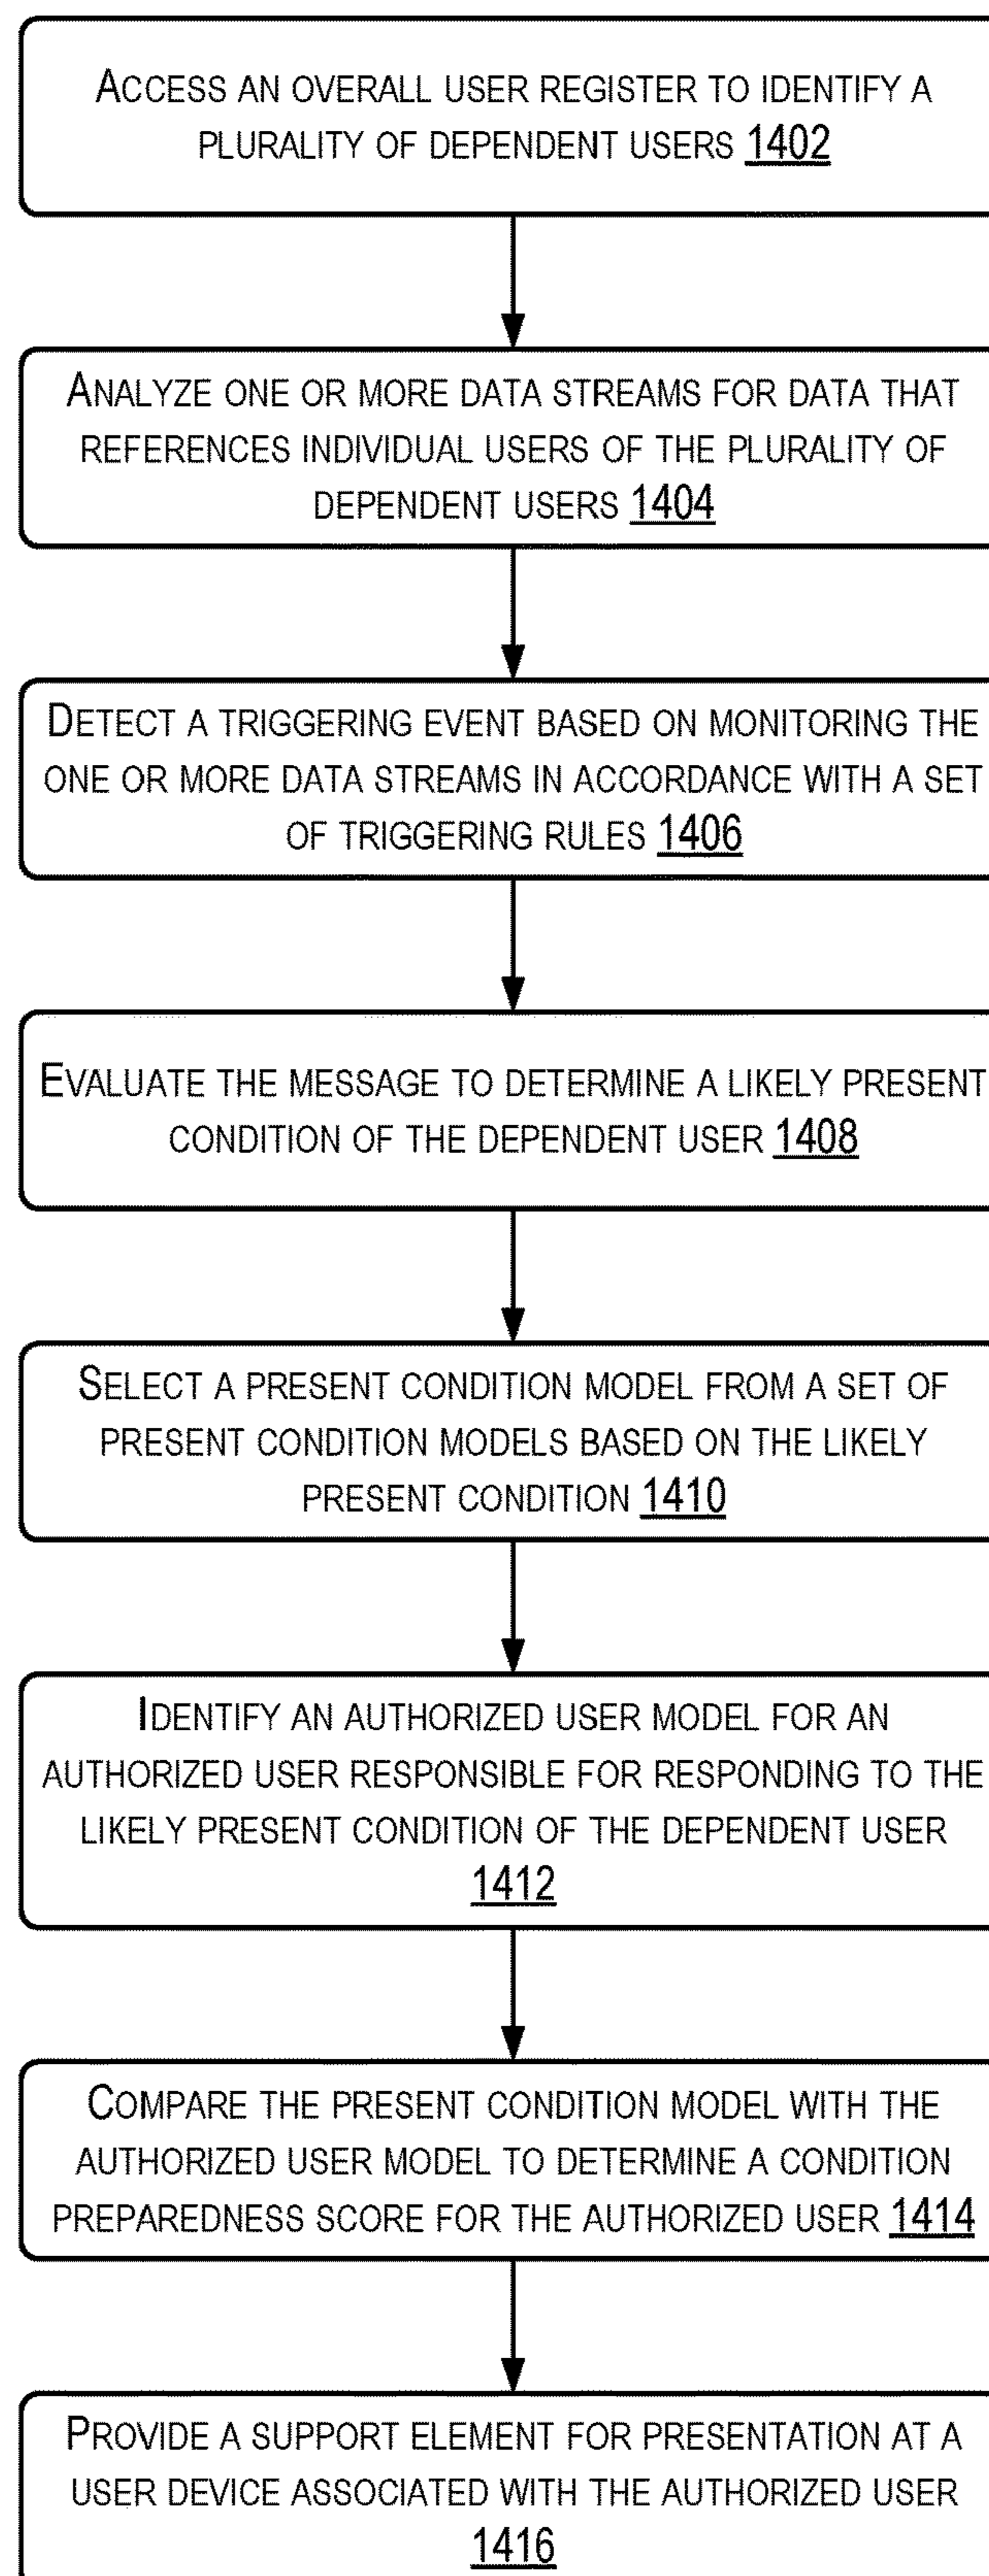 ACCESS AN OVERALL USER REGISTER TO IDENTIFY A
PLURALITY OF DEPENDENT USERS 1402
ANALYZE ONE OR MORE DATA STREAMS FOR DATA THAT
REFERENCES INDIVIDUAL USERS OF THE PLURALITY OF
DEPENDENT USERS 1404
DETECT A TRIGGERING EVENT BASED ON MONITORING THE
ONE OR MORE DATA STREAMS IN ACCORDANCE WITH A SET
OF TRIGGERING RULES 1406
EVALUATE THE MESSAGE TO DETERMINE A LIKELY PRESENT
CONDITION OF THE DEPENDENT USER 1408
SELECT A PRESENT CONDITION MODEL FROM A SET OF
PRESENT CONDITION MODELS BASED ON THE LIKELY
PRESENT CONDITION 1410
IDENTIFY AN AUTHORIZED USER MODEL FOR AN
AUTHORIZED USER RESPONSIBLE FOR RESPONDING TO THE
LIKELY PRESENT CONDITION OF THE DEPENDENT USER
1412
COMPARE THE PRESENT CONDITION MODEL WITH THE
AUTHORIZED USER MODEL TO DETERMINE A CONDITION
PREPAREDNESS SCORE FOR THE AUTHORIZED USER 1414
PROVIDE A SUPPORT ELEMENT FOR PRESENTATION AT A
USER DEVICE ASSOCIATED WITH THE AUTHORIZED USER
1416